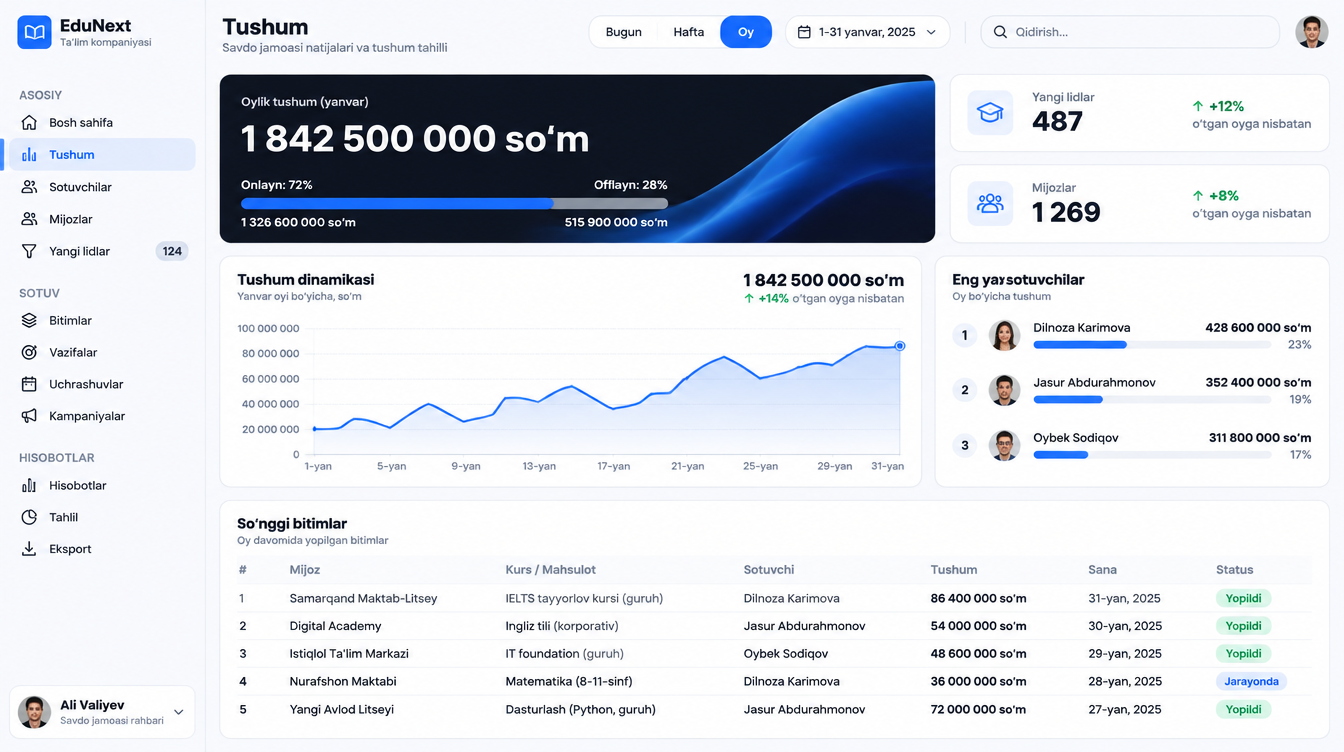 EduNext
Ta'lim kompaniyasi
ASOSIY
Bosh sahifa
Tushum
Sotuvchilar
Mijozlar
Yangi lidlar 124
SOTUV
Bitimlar
Vazifalar
Uchrashuvlar
Kampaniyalar
HISOBOTLAR
Hisobotlar
Tahlil
Eksport
Ali Valiyev
Savdo jamoasi rahbari
Tushum
Savdo jamoasi natijalari va tushum tahlili
Bugun Hafta Oy 1-31 yanvar, 2025 Qidirish...
Oylik tushum (yanvar)
1 842 500 000 so'm
Onlayn: 72% Offlayn: 28%
1 326 600 000 so'm 515 900 000 so'm
Yangi lidlar
487
↑ +12%
o'tgan oyga nisbatan
Mijozlar
1 269
↑ +8%
o'tgan oyga nisbatan
Tushum dinamikasi
Yanvar oyi bo'yicha, so'm
1 842 500 000 so'm
↑ +14% o'tgan oyga nisbatan
100 000 000
80 000 000
60 000 000
40 000 000
20 000 000
0
1-yan 5-yan 9-yan 13-yan 17-yan 21-yan 25-yan 29-yan 31-yan
Eng
Oy bo'yicha tushum
1 Dilnoza Karimova 428 600 000 so'm
23%
2 Jasur Abdurahmonov 352 400 000 so'm
19%
3 Oybek Sodiqov 311 800 000 so'm
17%
So'nggi bitimlar
Oy davomida yopilgan bitimlar
# Mijoz Kurs / Mahsulot Sotuvchi Tushum Sana Status
1 Samarqand Maktab-Litsey IELTS tayyorlov kursi (guruh) Dilnoza Karimova 86 400 000 so'm 31-yan, 2025 Yopildi
2 Digital Academy Ingliz tili (korporativ) Jasur Abdurahmonov 54 000 000 so'm 30-yan, 2025 Yopildi
3 Istiqlol Ta'lim Markazi IT foundation (guruh) Oybek Sodiqov 48 600 000 so'm 29-yan, 2025 Yopildi
4 Nurafshon Maktabi Matematika (8-11-sinf) Dilnoza Karimova 36 000 000 so'm 28-yan, 2025 Jarayonda
5 Yangi Avlod Litseyi Dasturlash (Python, guruh) Jasur Abdurahmonov 72 000 000 so'm 27-yan, 2025 Yopildi